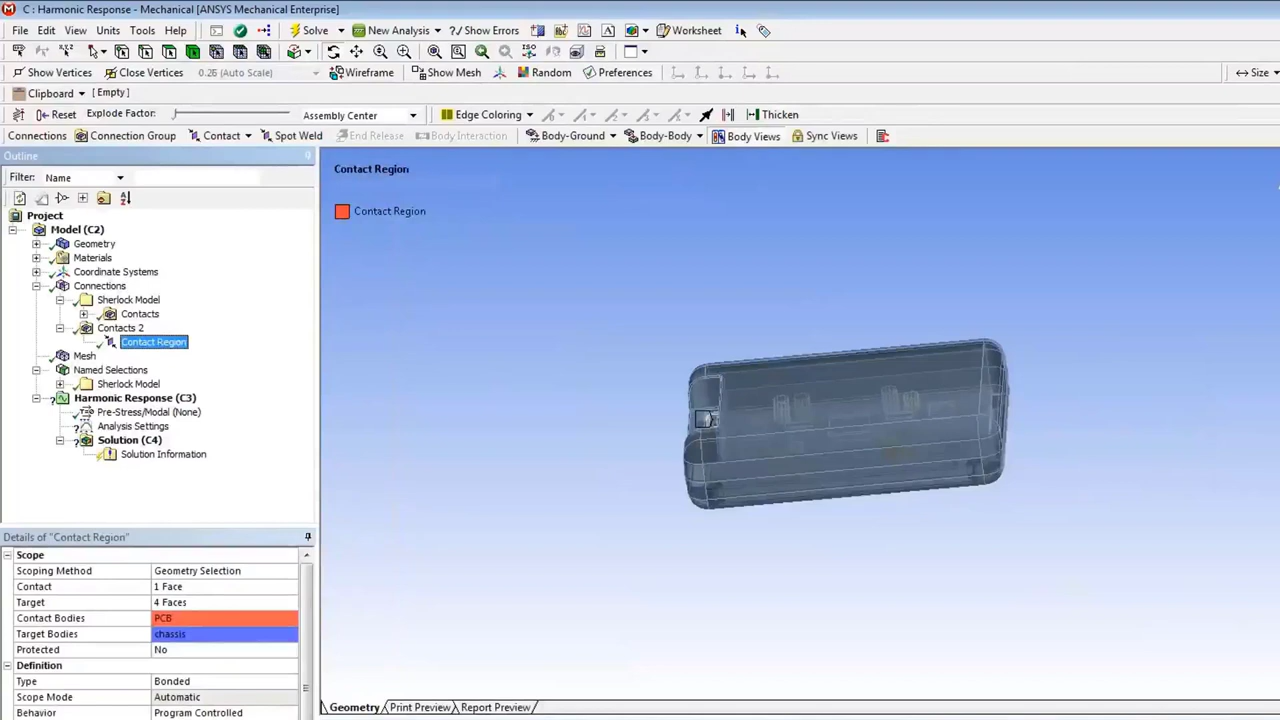 C : Harmonic Response - Mechanical [ANSYS Mechanical Enterprise]
File Edit View Units Tools Help Solve New Analysis ? Show Errors A Worksheet i
ISO
Show Vertices Close Vertices 0.26 (Auto Scale) Wireframe Show Mesh Random Preferences Size
Clipboard [ Empty ]
Reset Explode Factor: Assembly Center Edge Coloring Thicken
Connections Connection Group Contact Spot Weld End Release Body Interaction Body-Ground Body-Body Body Views Sync Views
Outline
Filter: Name
Project
Model (C2)
Geometry
Materials
Coordinate Systems
Connections
Sherlock Model
Contacts
Contacts 2
Contact Region
Mesh
Named Selections
Sherlock Model
Harmonic Response (C3)
Pre-Stress/Modal (None)
Analysis Settings
Solution (C4)
Solution Information
Details of "Contact Region"
Scope
Scoping Method Geometry Selection
Contact 1 Face
Target 4 Faces
Contact Bodies PCB
Target Bodies chassis
Protected No
Definition
Type Bonded
Scope Mode Automatic
Behavior Program Controlled
Contact Region
Contact Region
Geometry Print Preview Report Preview